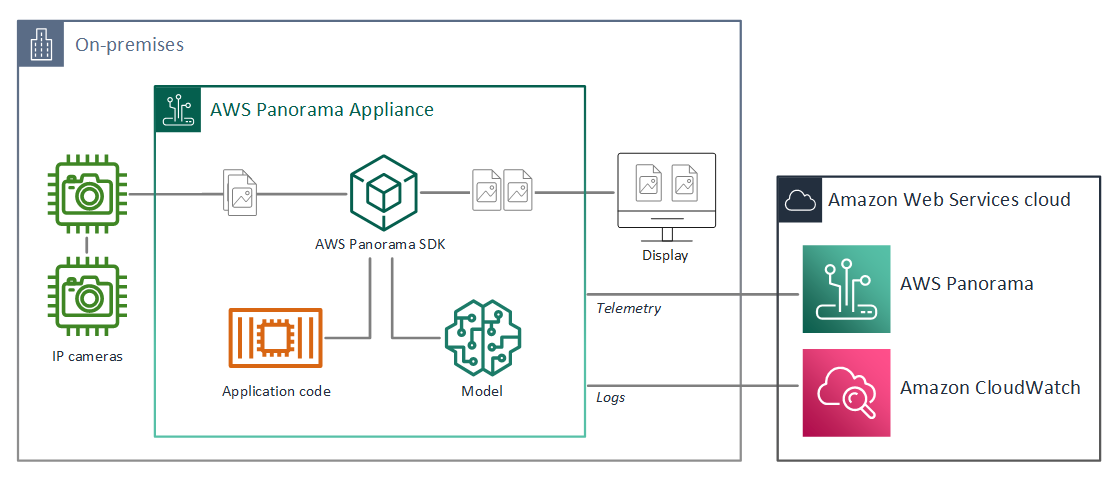 On-premises
AWS Panorama Appliance
AWS Panorama SDK
Display
IP cameras
Application code
Model
Telemetry
Logs
Amazon Web Services cloud
AWS Panorama
Amazon CloudWatch